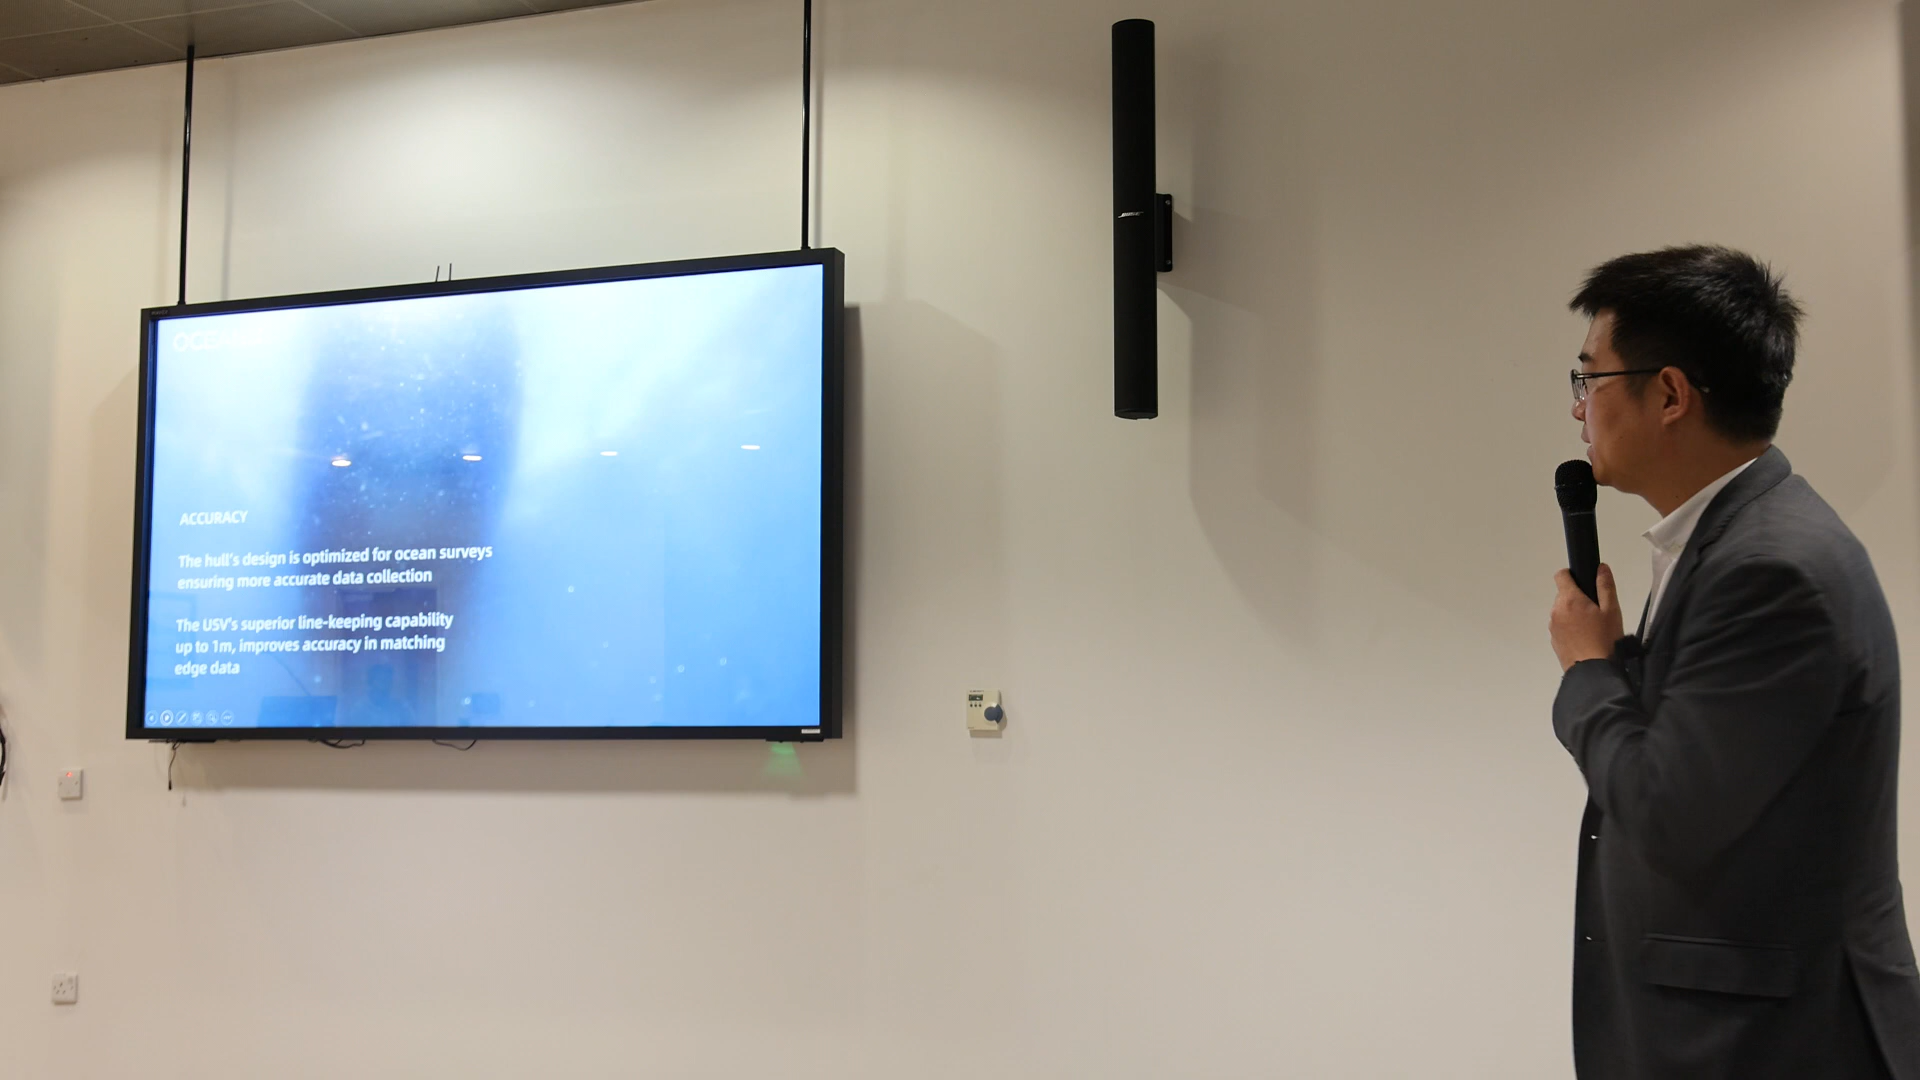 ACCURACY
The hull's design is optimized for ocean surveys
ensuring more accurate data collection
The USV's superior line-keeping capability
up to 1m, improves accuracy in matching
edge data
BOSE